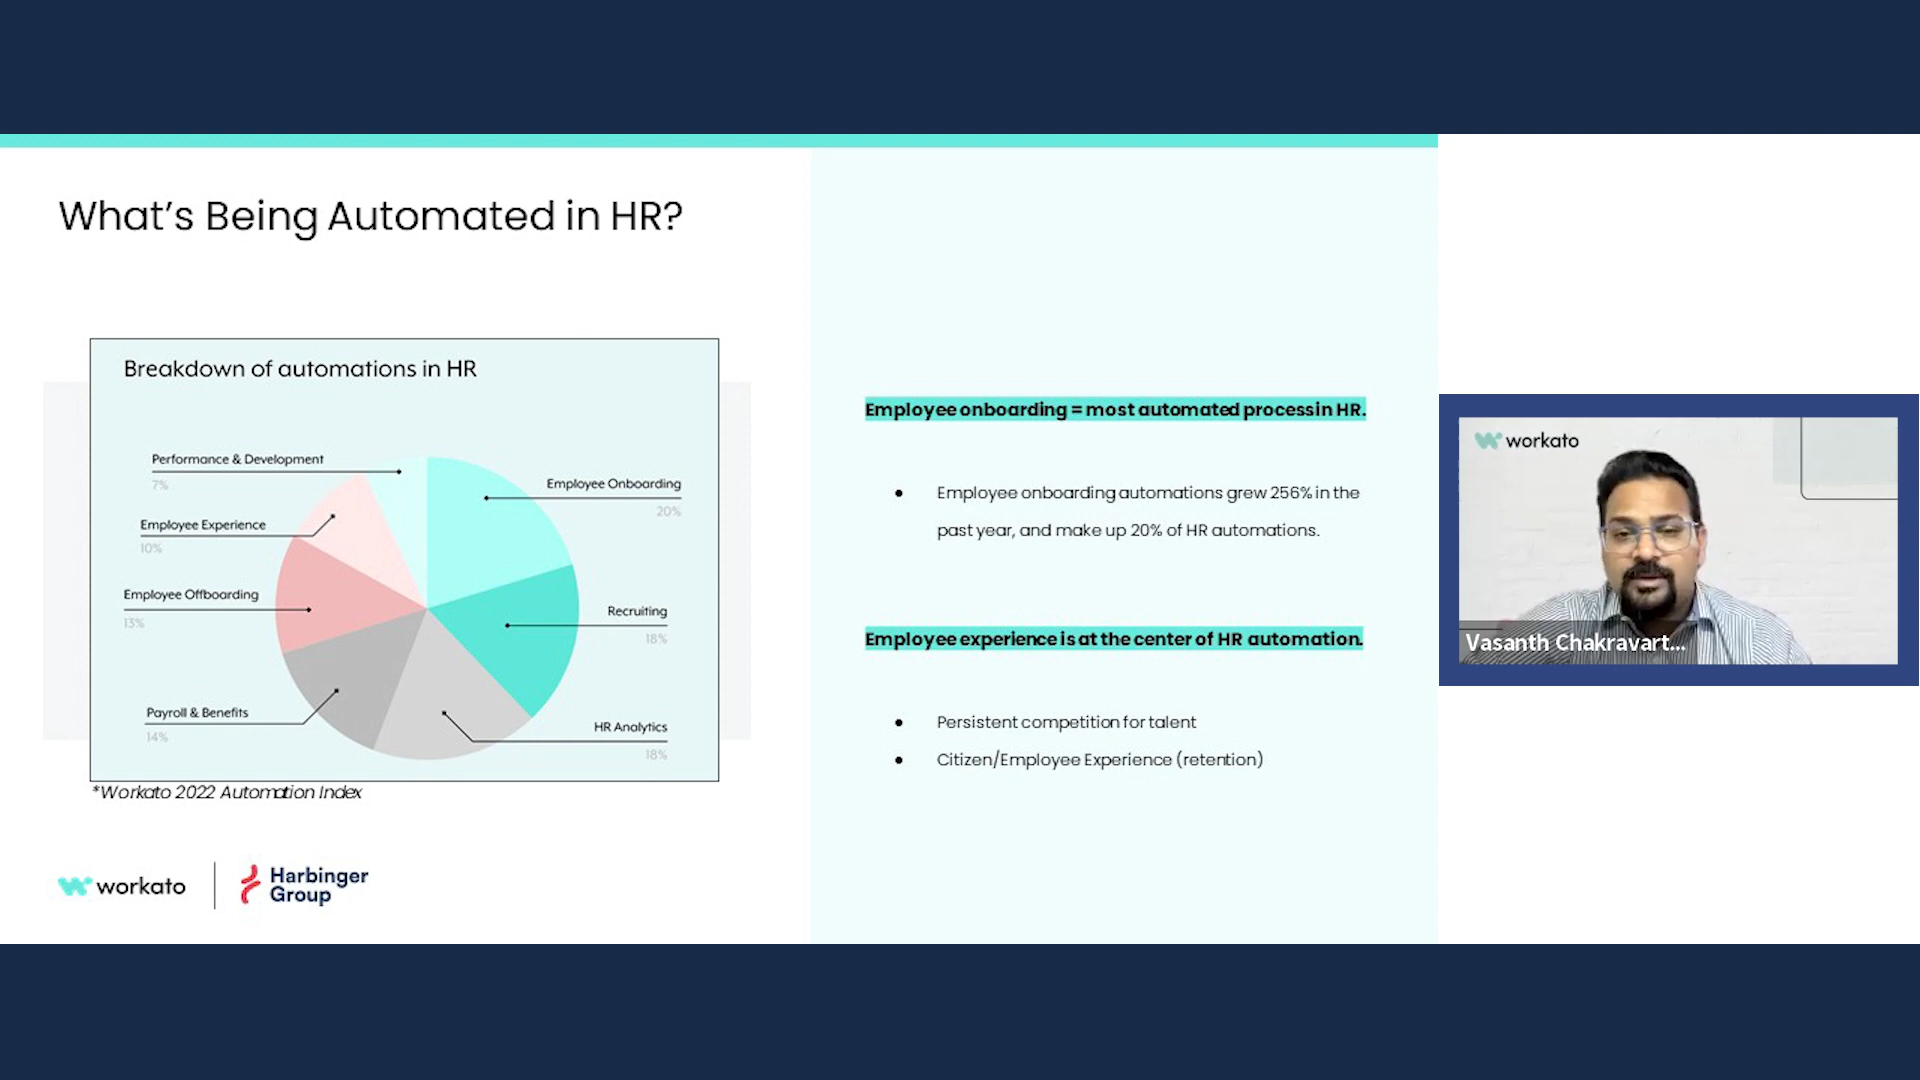 What's Being Automated in HR?
Breakdown of automations in HR
Performance & Development
7%
Employee Experience
10%
Employee Offboarding
13%
Payroll & Benefits
14%
Employee Onboarding
20%
Recruiting
18%
HR Analytics
18%
*Workato 2022 Automation Index
workato
Harbinger
Group
Employee onboarding = most automated process in HR.
● Employee onboarding automations grew 256% in the
past year, and make up 20% of HR automations.
Employee experience is at the center of HR automation.
● Persistent competition for talent
● Citizen/Employee Experience (retention)
workato
Vasanth Chakravart...